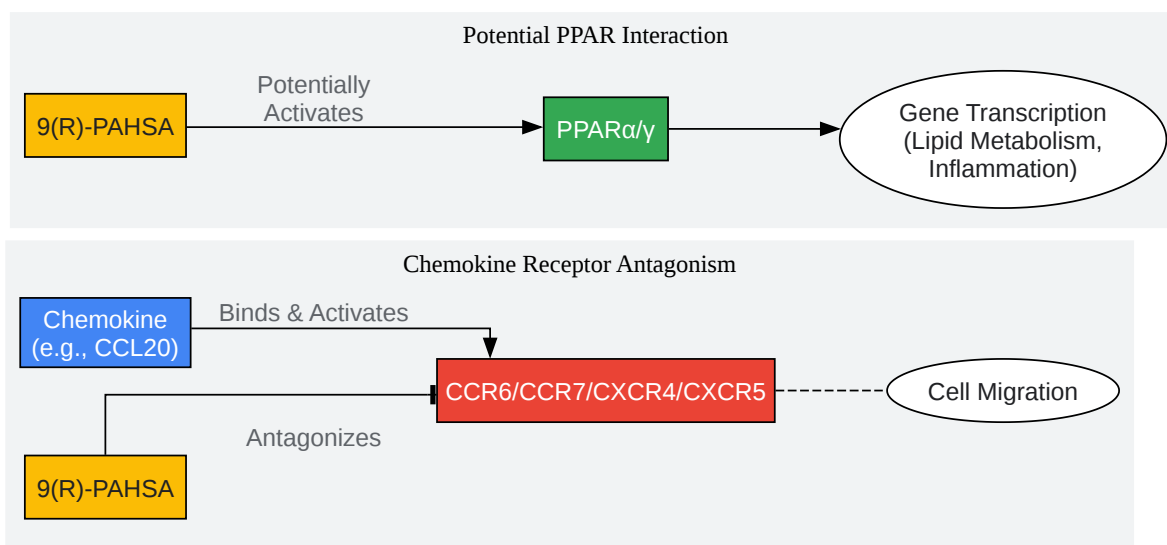 Potential PPAR Interaction
Potentially
Activates
9(R)-PAHSA
PPARα/γ
Gene Transcription
(Lipid Metabolism,
Inflammation)
Chemokine Receptor Antagonism
Chemokine
(e.g., CCL20)
Binds & Activates
CCR6/CCR7/CXCR4/CXCR5
Cell Migration
Antagonizes
9(R)-PAHSA